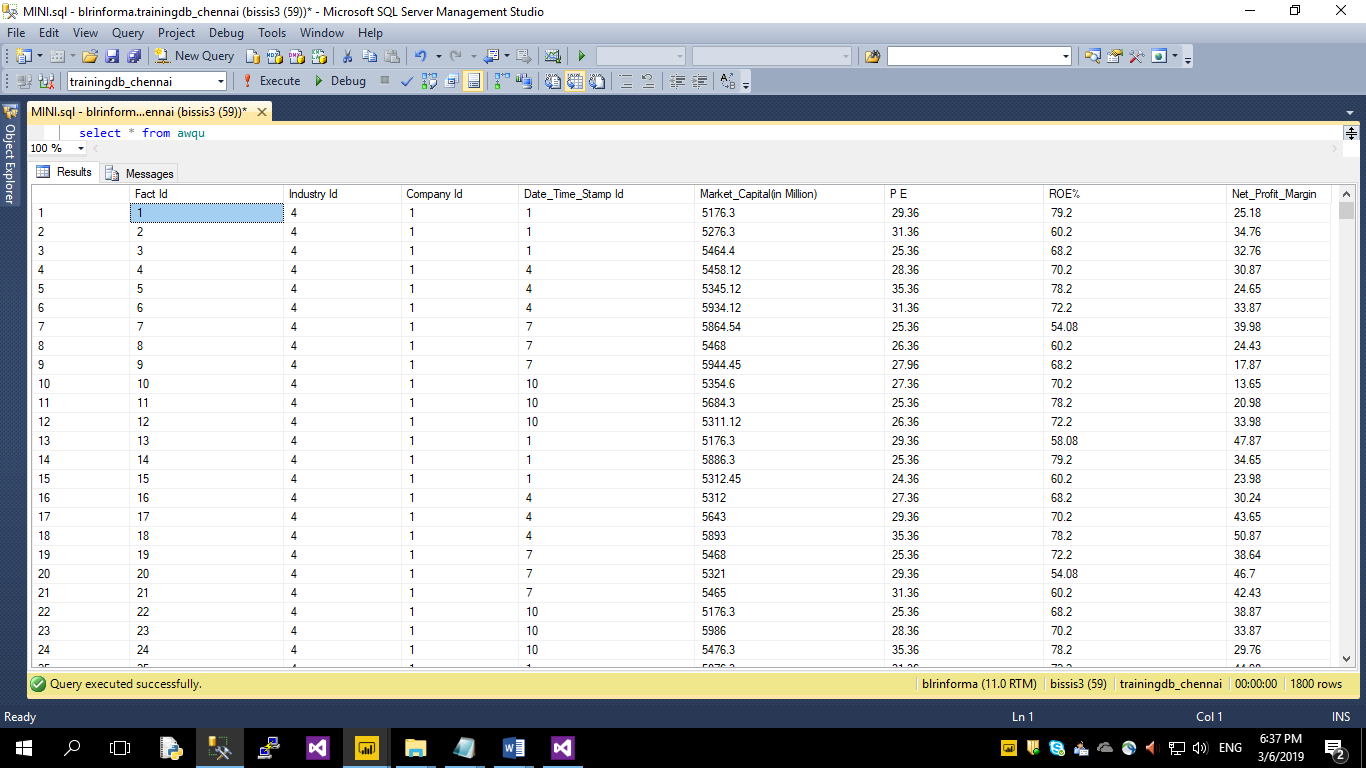 MINI.sql - blrinforma.trainingdb_chennai (bissis3 (59))* - Microsoft SQL Server Management Studio
File Edit View Query Project Debug Tools Window Help
New Query
trainingdb_chennai Execute Debug
MINI.sql - blrinform...ennai (bissis3 (59))*
Object Explorer
select * from awqu
100 %
Results Messages
Fact Id Industry Id Company Id Date_Time_Stamp Id Market_Capital(in Million) P E ROE% Net_Profit_Margin
1 1 4 1 1 5176.3 29.36 79.2 25.18
2 2 4 1 1 5276.3 31.36 60.2 34.76
3 3 4 1 1 5464.4 25.36 68.2 32.76
4 4 4 1 4 5458.12 28.36 70.2 30.87
5 5 4 1 4 5345.12 35.36 78.2 24.65
6 6 4 1 4 5934.12 31.36 72.2 33.87
7 7 4 1 7 5864.54 25.36 54.08 39.98
8 8 4 1 7 5468 26.36 60.2 24.43
9 9 4 1 7 5944.45 27.96 68.2 17.87
10 10 4 1 10 5354.6 27.36 70.2 13.65
11 11 4 1 10 5684.3 25.36 78.2 20.98
12 12 4 1 10 5311.12 26.36 72.2 33.98
13 13 4 1 1 5176.3 29.36 58.08 47.87
14 14 4 1 1 5886.3 25.36 79.2 34.65
15 15 4 1 1 5312.45 24.36 60.2 23.98
16 16 4 1 4 5312 27.36 68.2 30.24
17 17 4 1 4 5643 29.36 70.2 43.65
18 18 4 1 4 5893 35.36 78.2 50.87
19 19 4 1 7 5468 25.36 72.2 38.64
20 20 4 1 7 5321 29.36 54.08 46.7
21 21 4 1 7 5465 31.36 60.2 42.43
22 22 4 1 10 5176.3 25.36 68.2 38.87
23 23 4 1 10 5986 28.36 70.2 33.87
24 24 4 1 10 5476.3 35.36 78.2 29.76
Query executed successfully. blrinforma (11.0 RTM) bissis3 (59) trainingdb_chennai 00:00:00 1800 rows
Ready Ln 1 Col 1 INS
ENG 6:37 PM
3/6/2019
2